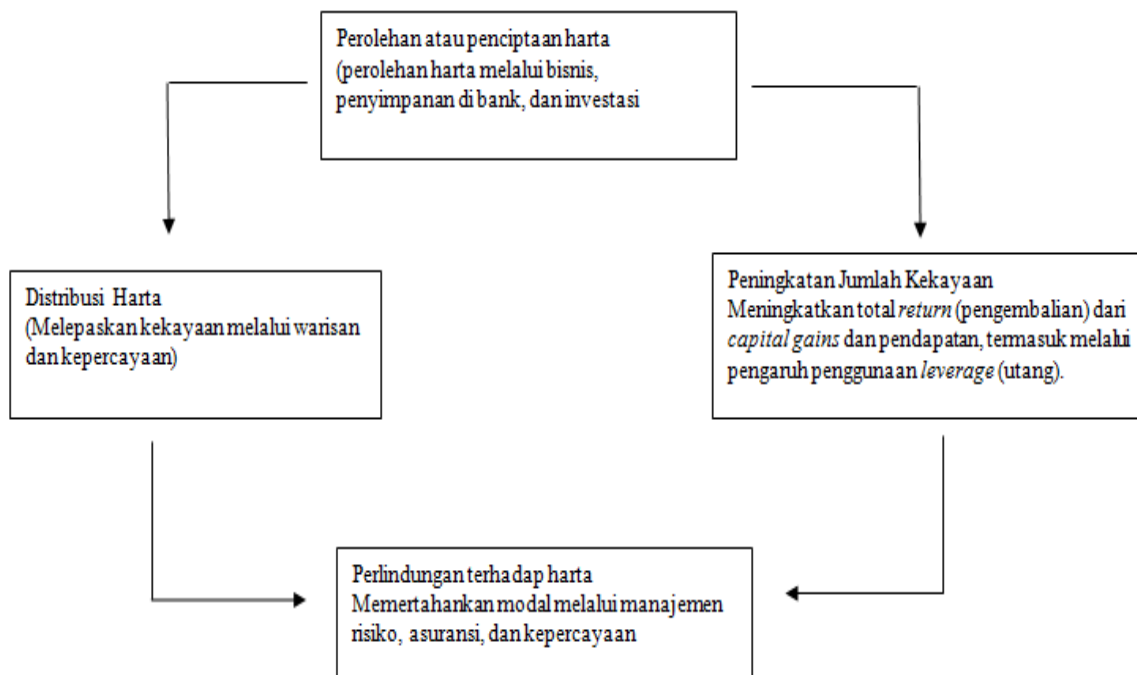 Perolehan atau penciptaan harta
(perolehan harta melalui bisnis,
penyimpanan di bank, dan investasi
Distribusi Harta
(Melepaskan kekayaan melalui warisan
dan kepercayaan)
Peningkatan Jumlah Kekayaan
Meningkatkan total return (pengembalian) dari
capital gains dan pendapatan, termasuk melalui
pengaruh penggunaan leverage (utang).
Perlindungan terhadap harta
Memertahankan modal melalui manajemen
risiko, asuransi, dan kepercayaan